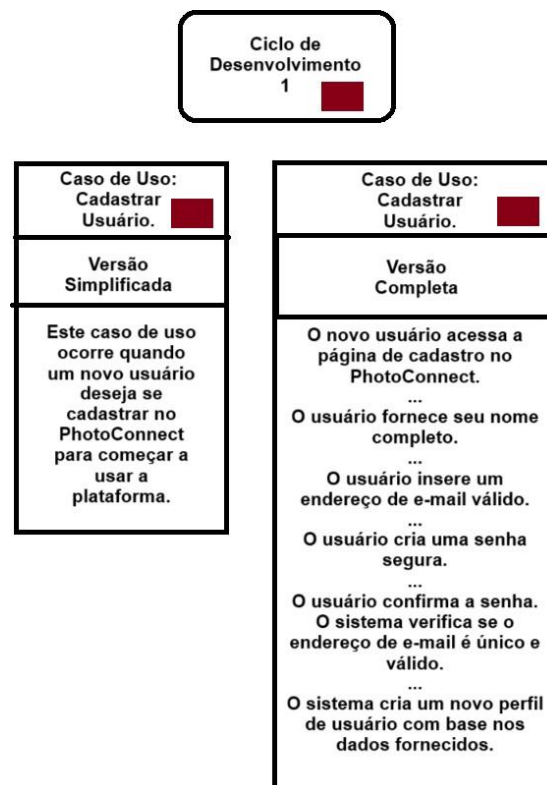 Ciclo de
Desenvolvimento
1
Caso de Uso:
Cadastrar
Usuário.
Versão
Simplificada
Este caso de uso
ocorre quando
um novo usuário
deseja se
cadastrar no
PhotoConnect
para começar a
usar a
plataforma.
Caso de Uso:
Cadastrar
Usuário.
Versão
Completa
O novo usuário acessa a
página de cadastro no
PhotoConnect.
...
O usuário fornece seu nome
completo.
...
O usuário insere um
endereço de e-mail válido.
...
O usuário cria uma senha
segura.
...
O usuário confirma a senha.
O sistema verifica se o
endereço de e-mail é único e
válido.
...
O sistema cria um novo perfil
de usuário com base nos
dados fornecidos.